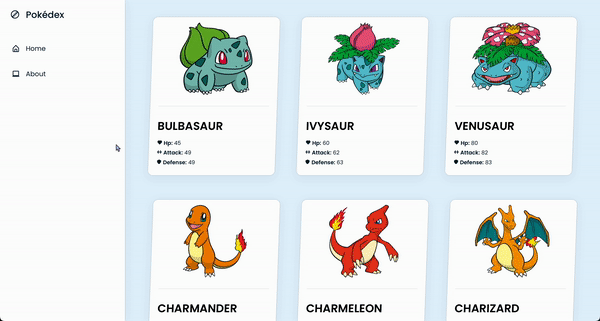 Pokédex
Home
About
BULBASAUR
Hp: 45
Attack: 49
Defense: 49
IVYSAUR
Hp: 60
Attack: 62
Defense: 63
VENUSAUR
Hp: 80
Attack: 82
Defense: 83
CHARMANDER
CHARMELEON
CHARIZARD